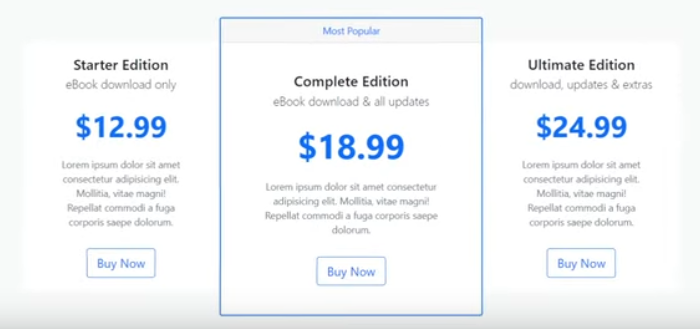 Starter Edition
eBook download only
$12.99
Lorem ipsum dolor sit amet
consectetur adipisicing elit.
Mollitia, vitae magni!
Repellat commodi a fuga
corporis saepe dolorum.
Buy Now
Most Popular
Complete Edition
eBook download & all updates
$18.99
Lorem ipsum dolor sit amet consectetur
adipisicing elit. Mollitia, vitae magni!
Repellat commodi a fuga corporis saepe
dolorum.
Buy Now
Ultimate Edition
download, updates & extras
$24.99
Lorem ipsum dolor sit amet
consectetur adipisicing elit.
Mollitia, vitae magni!
Repellat commodi a fuga
corporis saepe dolorum.
Buy Now